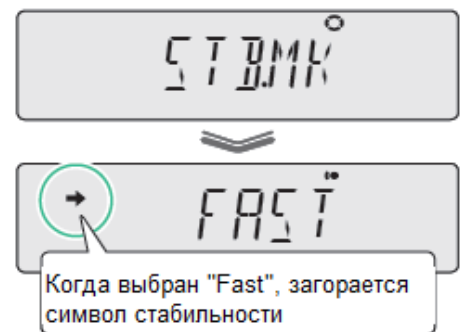 STB.MK
FAST
Когда выбран "Fast", загорается
символ стабильности